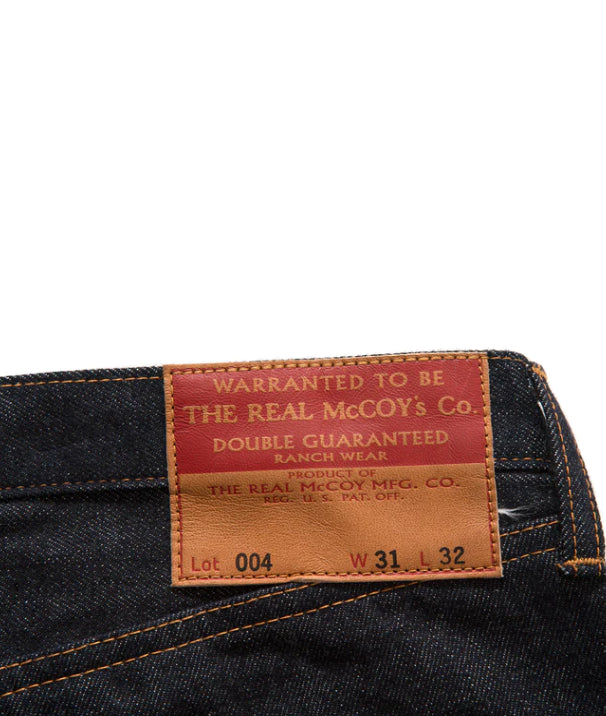 WARRANTED TO BE
THE REAL McCOY's Co.
DOUBLE GUARANTEED
RANCH WEAR
PRODUCT OF
THE REAL McCOY MFG. CO.
REG. U. S. PAT. OFF.
Lot 004 W 31 L 32